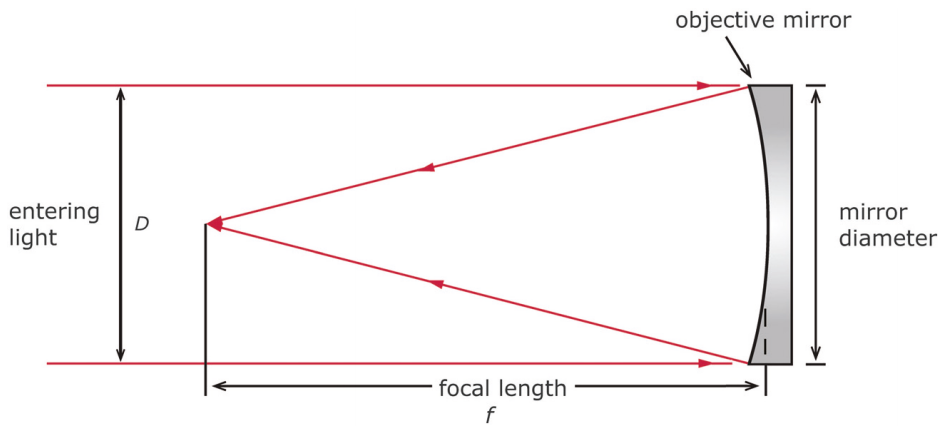 objective mirror
entering
light
D
mirror
diameter
focal length
f